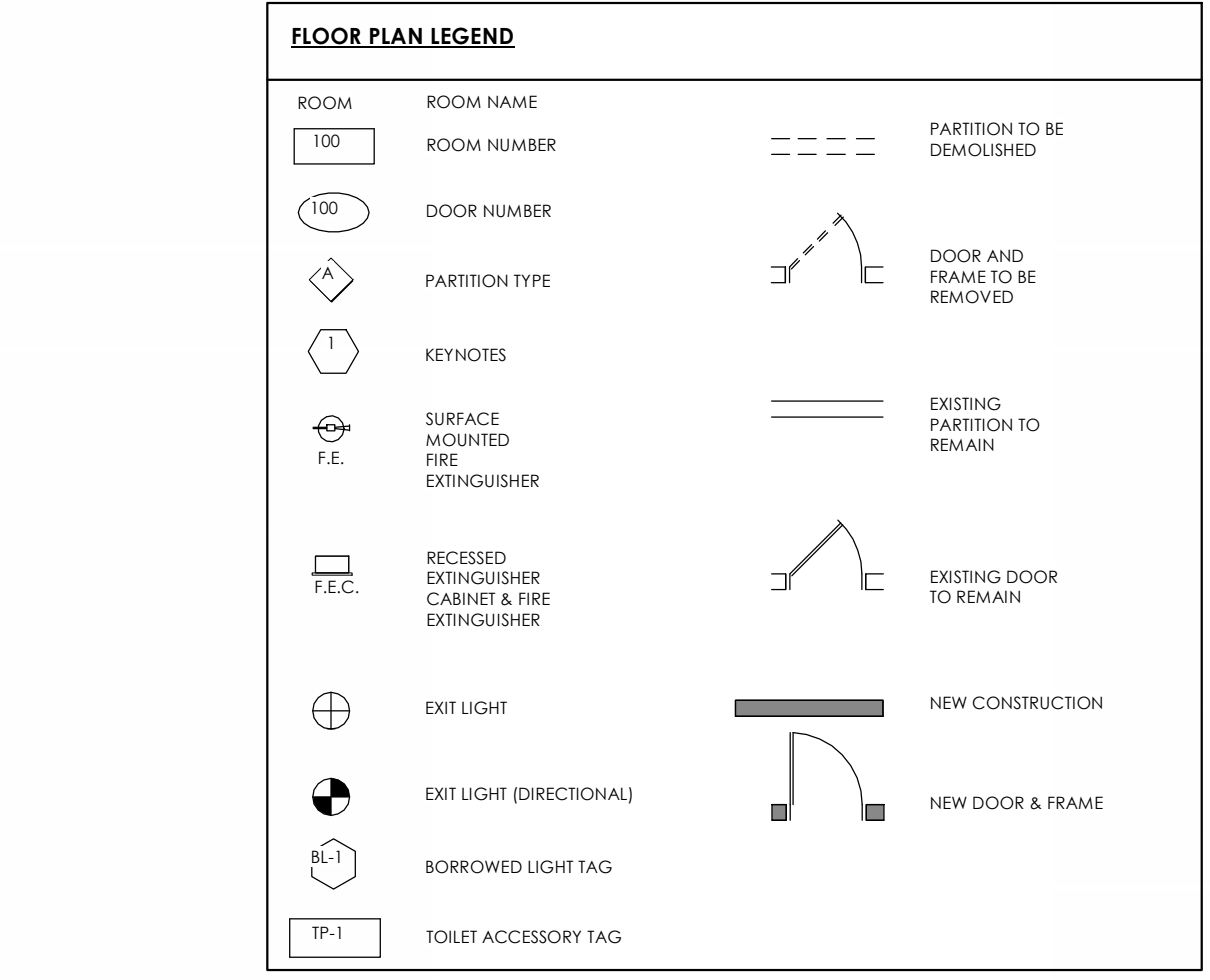 FLOOR PLAN LEGEND
ROOM
ROOM NAME
100
ROOM NUMBER
100
DOOR NUMBER
A
PARTITION TYPE
1
KEYNOTES
F.E.
SURFACE
MOUNTED
FIRE
EXTINGUISHER
F.E.C.
RECESSED
EXTINGUISHER
CABINET & FIRE
EXTINGUISHER
EXIT LIGHT
EXIT LIGHT (DIRECTIONAL)
BL-1
BORROWED LIGHT TAG
TP-1
TOILET ACCESSORY TAG
PARTITION TO BE
DEMOLISHED
DOOR AND
FRAME TO BE
REMOVED
EXISTING
PARTITION TO
REMAIN
EXISTING DOOR
TO REMAIN
NEW CONSTRUCTION
NEW DOOR & FRAME